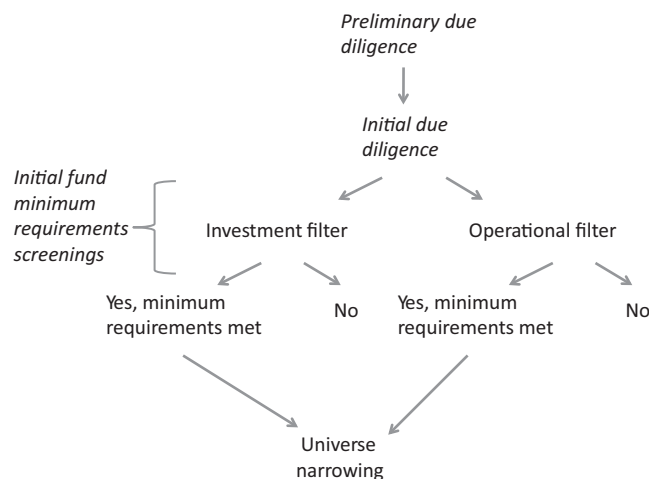 Preliminary due
diligence
Initial due
diligence
Initial fund
minimum
requirements
screenings
Investment filter
Operational filter
Yes, minimum
requirements met
No
Yes, minimum
requirements met
No
Universe
narrowing